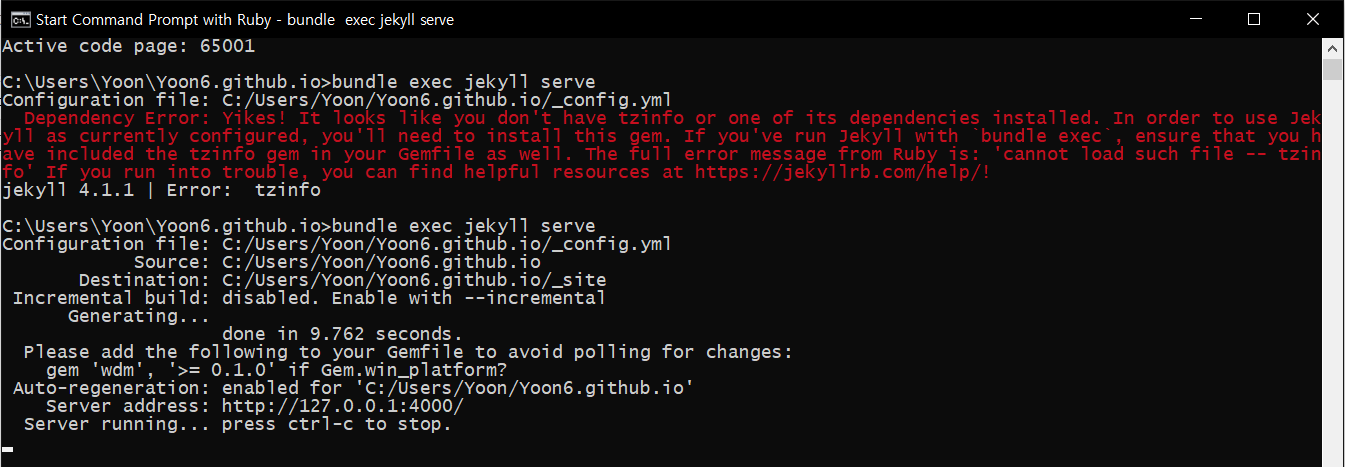 Start Command Prompt with Ruby - bundle  exec jekyll serve
Active code page: 65001
C:\Users\Yoon\Yoon6.github.io>bundle exec jekyll serve
Configuration file: C:/Users/Yoon/Yoon6.github.io/_config.yml
  Dependency Error: Yikes! It looks like you don't have tzinfo or one of its dependencies installed. In order to use Jek
yll as currently configured, you'll need to install this gem. If you've run Jekyll with `bundle exec`, ensure that you h
ave included the tzinfo gem in your Gemfile as well. The full error message from Ruby is: 'cannot load such file -- tzin
fo' If you run into trouble, you can find helpful resources at https://jekyllrb.com/help/!
jekyll 4.1.1 | Error:  tzinfo
C:\Users\Yoon\Yoon6.github.io>bundle exec jekyll serve
Configuration file: C:/Users/Yoon/Yoon6.github.io/_config.yml
            Source: C:/Users/Yoon/Yoon6.github.io
       Destination: C:/Users/Yoon/Yoon6.github.io/_site
 Incremental build: disabled. Enable with --incremental
      Generating...
                    done in 9.762 seconds.
  Please add the following to your Gemfile to avoid polling for changes:
    gem 'wdm', '>= 0.1.0' if Gem.win_platform?
 Auto-regeneration: enabled for 'C:/Users/Yoon/Yoon6.github.io'
    Server address: http://127.0.0.1:4000/
  Server running... press ctrl-c to stop.